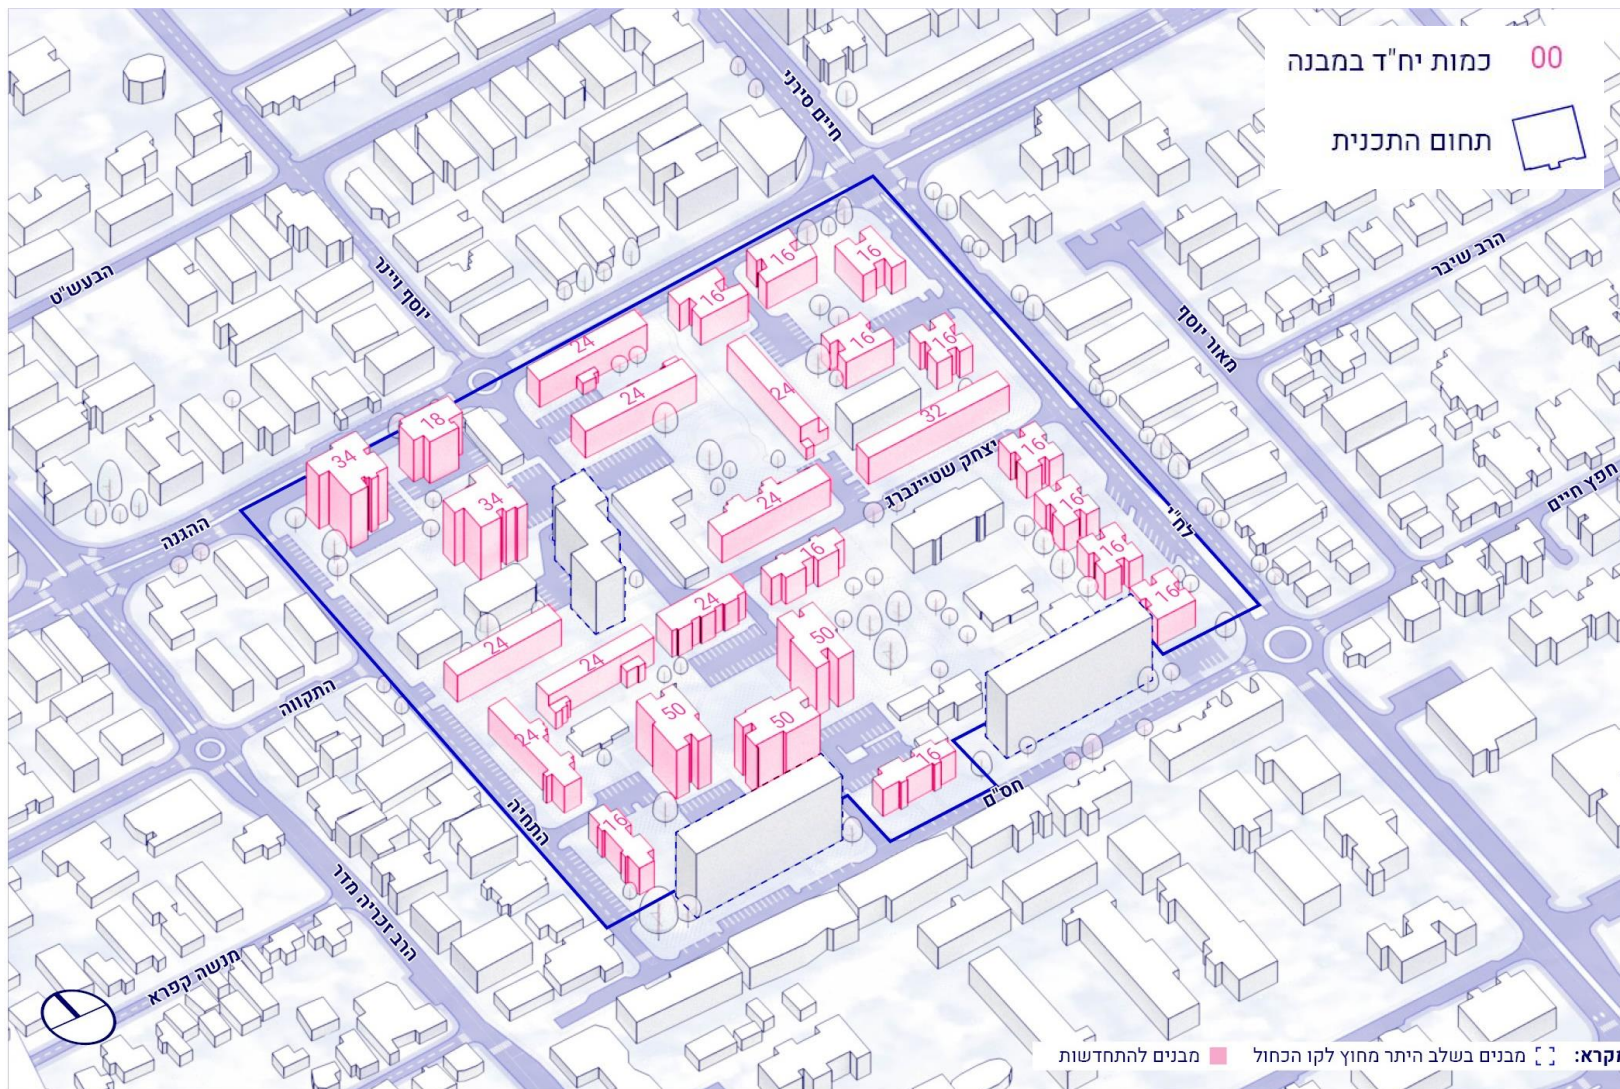 00 כמות יח"ד במבנה
תחום התכנית
חיים סירני
הרב שיבר
מאור יוסף
הבעש"ט
יוסף ויינר
16
16
16
24
16
16
24
24
32
18
34
34
יצחק שטיינברג
16
חפץ חיים
24
16
לח"י
ההגנה
16
16
16
24
50
24
24
התקווה
50
50
24
16
חס"ם
התחיה
16
הרב זכריה מדר
מנשה קפרא
מקרא: מבנים בשלב היתר מחוץ לקו הכחול מבנים להתחדשות